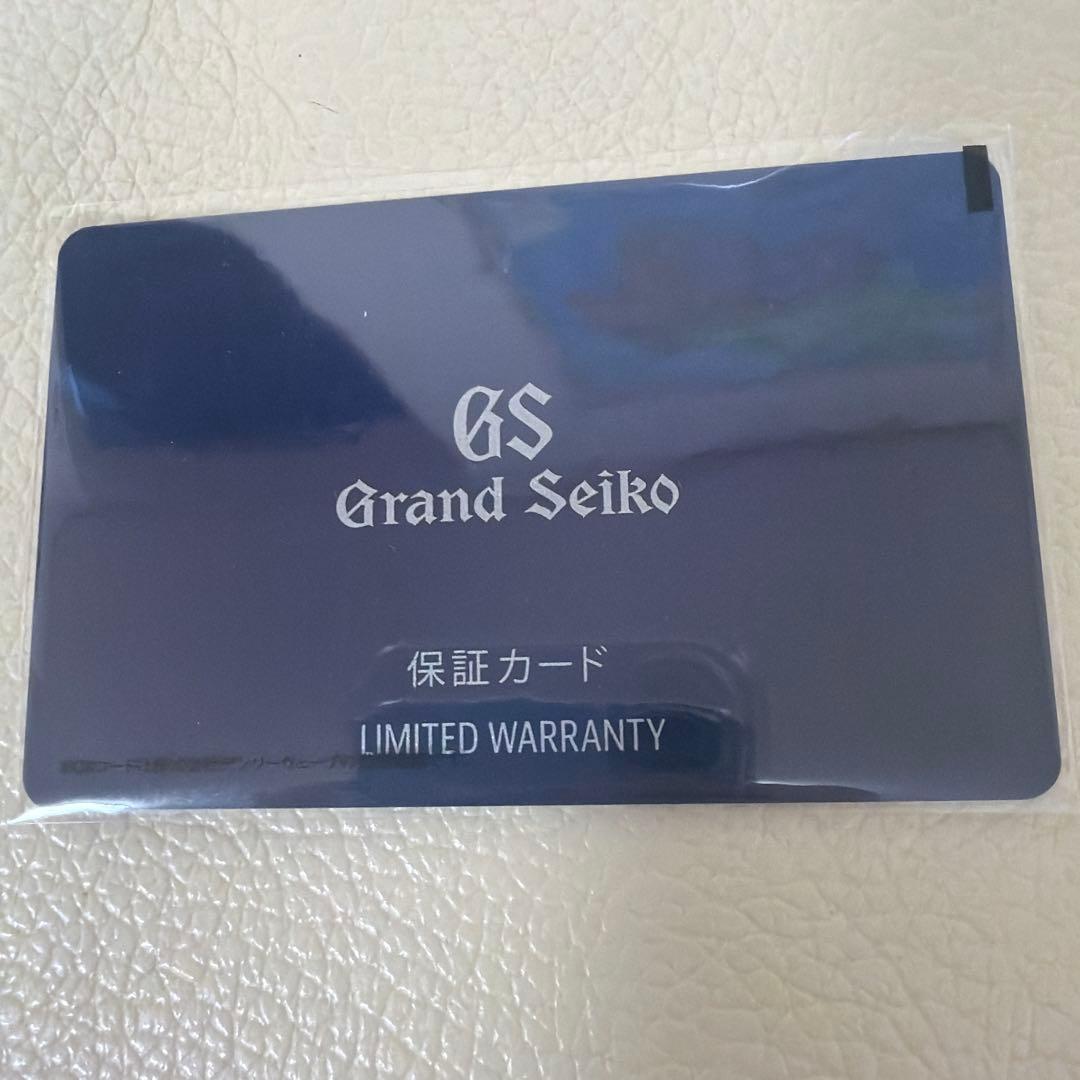 GS
Grand Seiko
保証カード
LIMITED WARRANTY